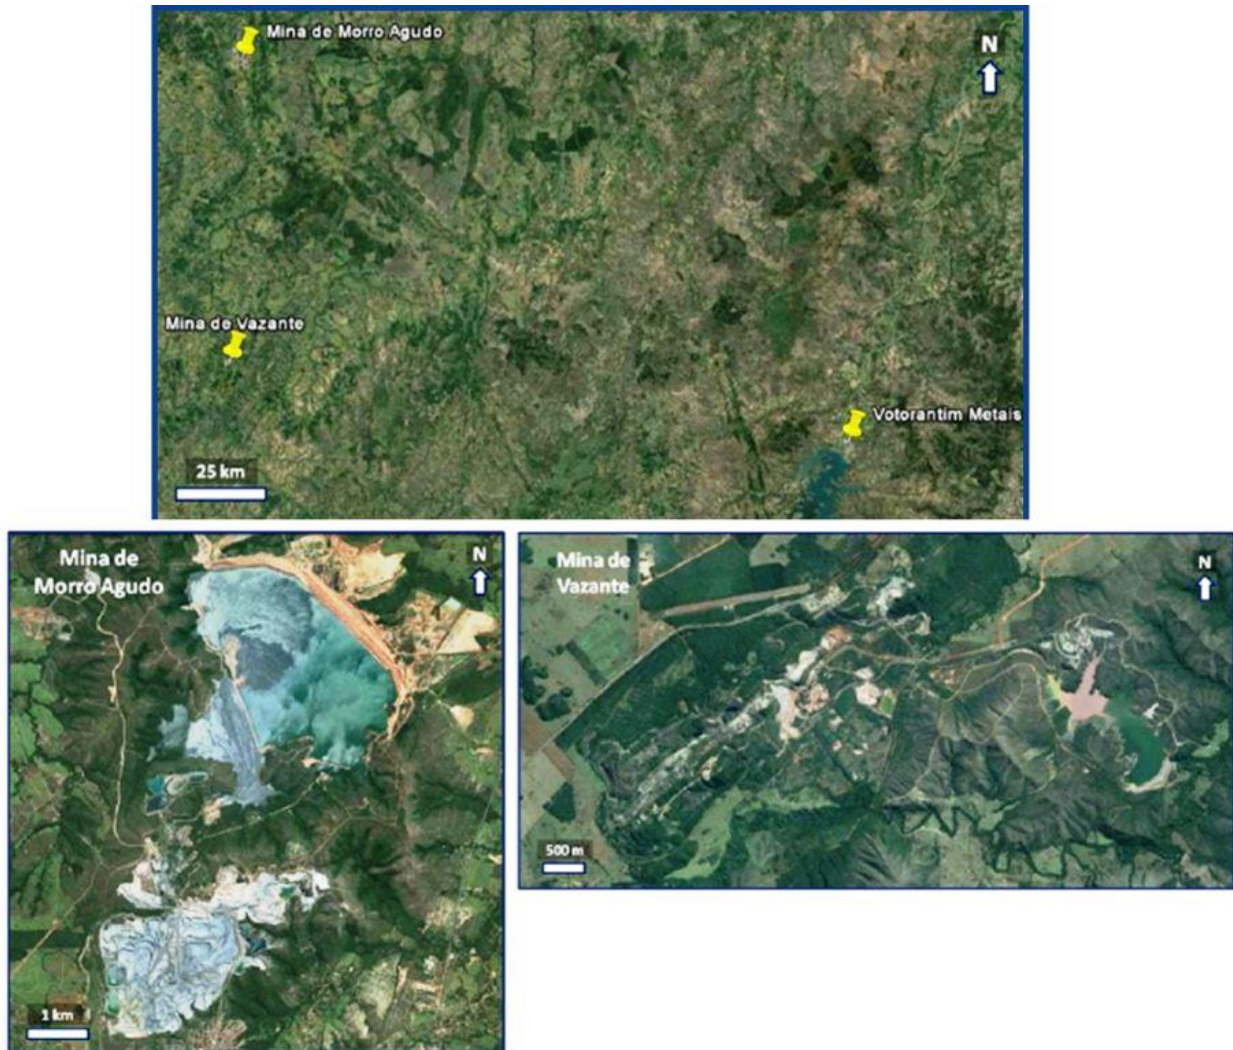 Mina de Morro Agudo
N
Mina de Vazante
Votorantim Metais
25 km
Mina de
Morro Agudo
N
1 km
Mina de
Vazante
N
500 m